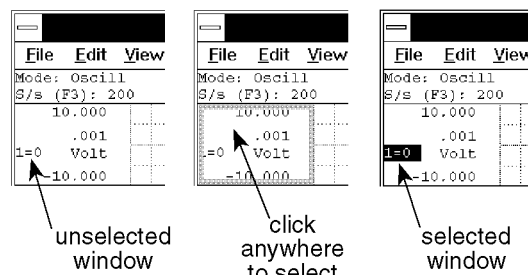 File Edit View
Mode: Oscill
S/s (F3): 200
10.000
.001
1=0 Volt
-10.000
unselected
window
File Edit View
Mode: Oscill
S/s (F3): 200
10.000
.001
=0 Volt
-10.000
click
anywhere
to select
File Edit View
Mode: Oscill
S/s (F3): 200
10.000
.001
1=0 Volt
-10.000
selected
window